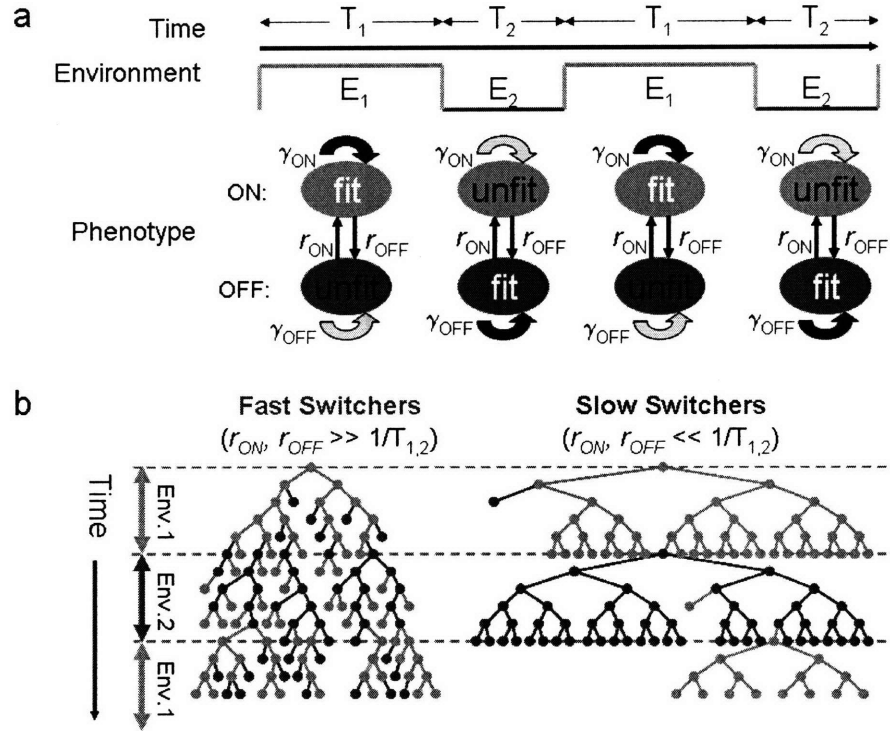 a
Time
T1 T2 T1 T2
Environment
E1 E2 E1 E2
γON γON γON γON
ON: fit unfit fit unfit
Phenotype
rON rOFF rON rOFF rON rOFF rON rOFF
OFF: unfit fit unfit fit
γOFF γOFF γOFF γOFF
b
Fast Switchers
(rON, rOFF >> 1/T1,2)
Slow Switchers
(rON, rOFF << 1/T1,2)
Time
Env.1
Env.2
Env.1